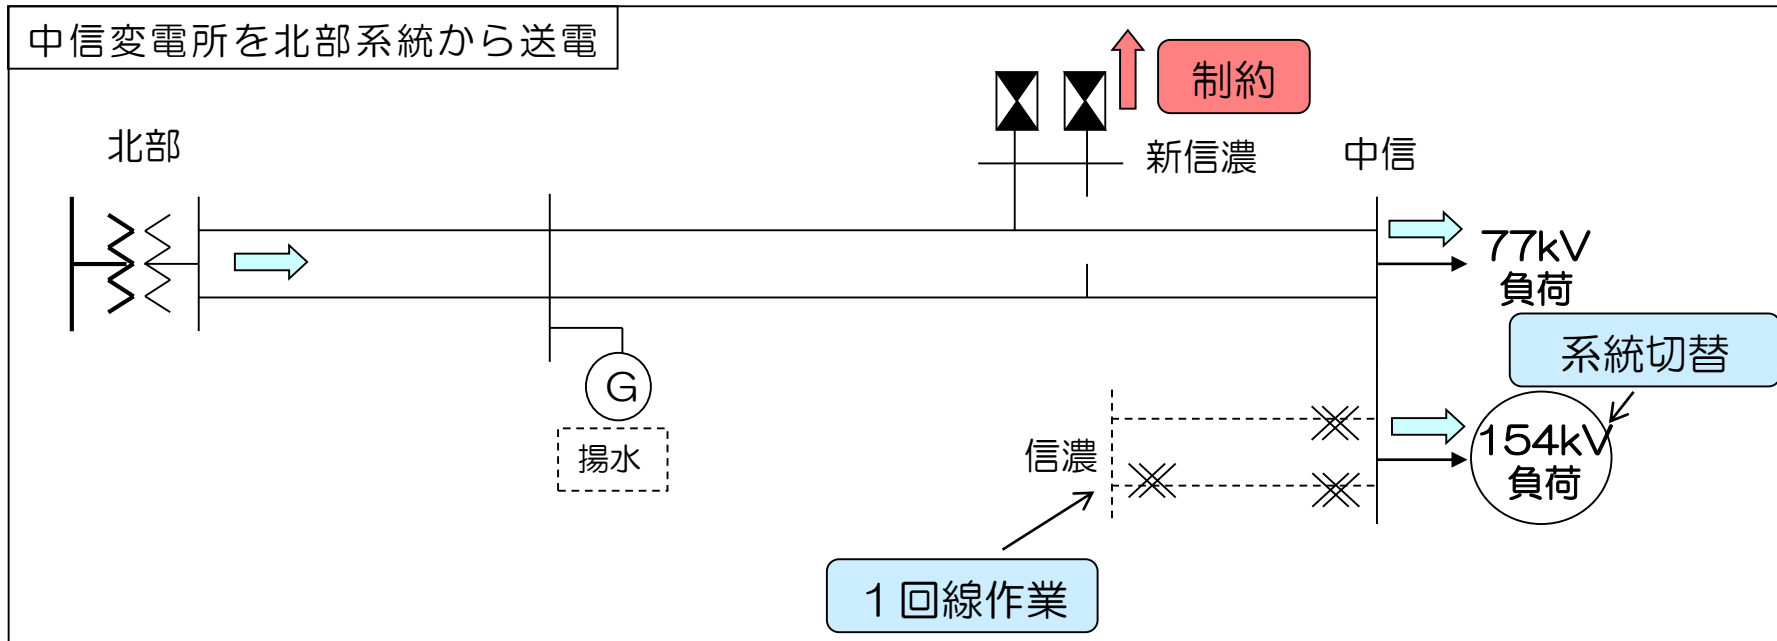 中信変電所を北部系統から送電
制約
北部
新信濃
中信
77kV
負荷
系統切替
G
揚水
信濃
154kV
負荷
1回線作業